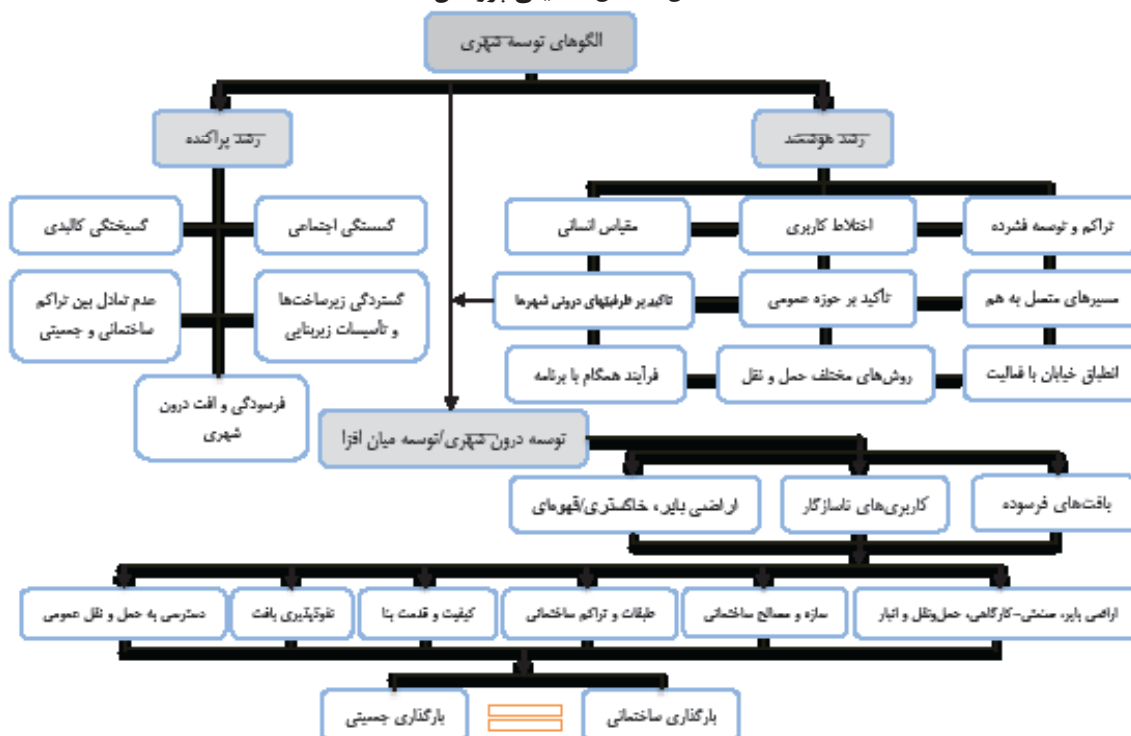 الگوهای توسعه شهری
رشد هوشمند
رشد پراکنده
تراکم و توسعه فشرده
اختلاط کاربری
مقیاس انسانی
گسستگی اجتماعی
گسیختگی کالبدی
مسیرهای متصل به هم
تأکید بر حوزه عمومی
تاکید بر ظرفیتهای درونی شهرها
گستردگی زیرساخت‌ها
و تأسیسات زیربنایی
عدم تعادل بین تراکم
ساختمانی و جمعیتی
انطباق خیابان با فعالیت
روش‌های مختلف حمل و نقل
فرآیند همگام با برنامه
فرسودگی و افت درون
شهری
توسعه درون شهری/توسعه میان افزا
بافت‌های فرسوده
کاربری‌های ناسازگار
اراضی بایر، خاکستری/قهوه‌ای
اراضی بایر، صنعتی-کارگاهی، حمل‌ونقل و انبار
سازه و مصالح ساختمانی
طبقات و تراکم ساختمانی
کیفیت و قدمت بنا
نفوذپذیری بافت
دسترسی به حمل و نقل عمومی
بارگذاری ساختمانی
بارگذاری جمعیتی